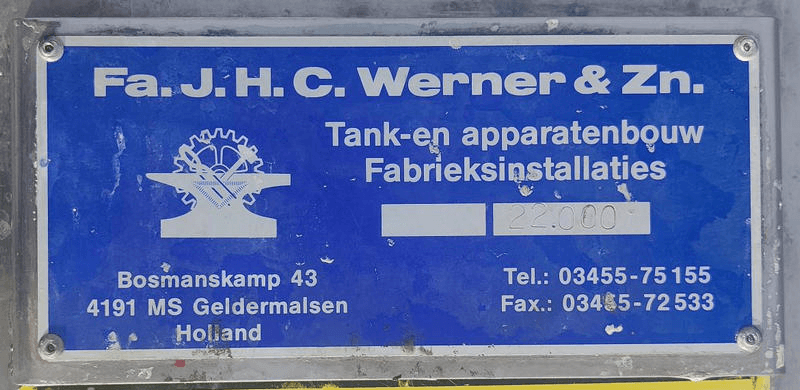 Fa. J. H. C. Werner & Zn.
Tank-en apparatenbouw
Fabrieksinstallaties
22.000
Bosmanskamp 43
4191 MS Geldermalsen
Holland
Tel.: 03455-75155
Fax.: 03455-72533